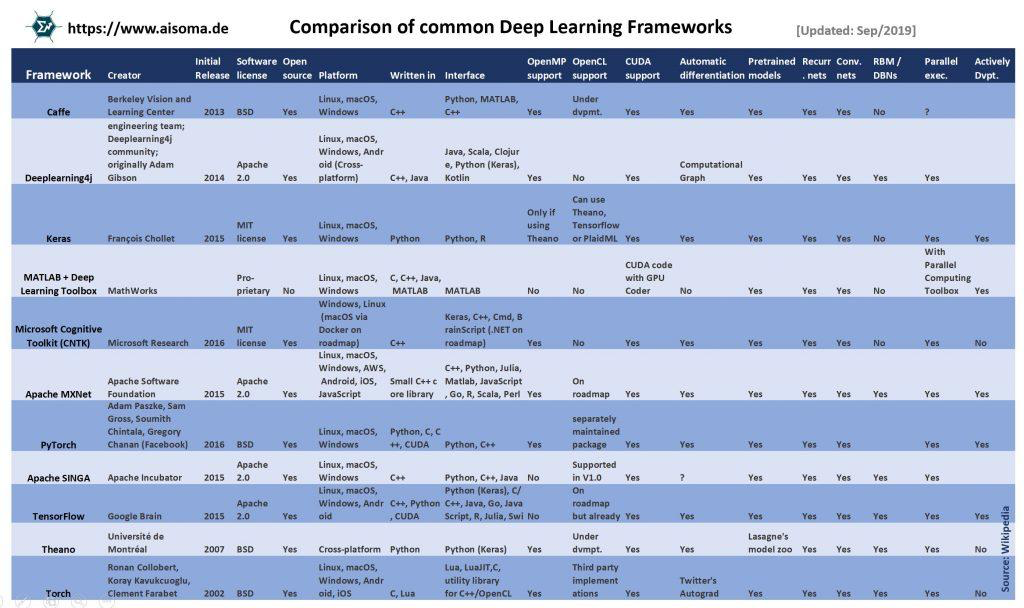 https://www.aisoma.de
Comparison of common Deep Learning Frameworks
[Updated: Sep/2019]
Framework Creator Initial Release Software license Open source Platform Written in Interface OpenMP support OpenCL support CUDA support Automatic differentiation Pretrained models Recurr. nets Conv. nets RBM / DBNs Parallel exec. Actively Dvpt.
Caffe Berkeley Vision and Learning Center 2013 BSD Yes Linux, macOS, Windows C++ Python, MATLAB, C++ Yes Under dvpmt. Yes Yes Yes Yes Yes No ?
Deeplearning4j engineering team; Deeplearning4j community; originally Adam Gibson 2014 Apache 2.0 Yes Linux, macOS, Windows, Android (Cross-platform) C++, Java Java, Scala, Clojure, Python (Keras), Kotlin Yes No Yes Computational Graph Yes Yes Yes Yes Yes
Keras François Chollet 2015 MIT license Yes Linux, macOS, Windows Python Python, R Only if using Theano Can use Theano, Tensorflow or PlaidML Yes Yes Yes Yes Yes No Yes Yes
MATLAB + Deep Learning Toolbox MathWorks Pro-prietary No Linux, macOS, Windows C, C++, Java, MATLAB MATLAB No No CUDA code with GPU Coder No Yes Yes Yes No With Parallel Computing Toolbox Yes
Microsoft Cognitive Toolkit (CNTK) Microsoft Research 2016 MIT license Yes Windows, Linux (macOS via Docker on roadmap) C++ Keras, C++, Cmd, BrainScript (.NET on roadmap) Yes No Yes Yes Yes Yes Yes No Yes No
Apache MXNet Apache Software Foundation 2015 Apache 2.0 Yes Linux, macOS, Windows, AWS, Android, iOS, JavaScript Small C++ core library C++, Python, Julia, Matlab, JavaScript, Go, R, Scala, Perl Yes On roadmap Yes Yes Yes Yes Yes Yes Yes Yes
PyTorch Adam Paszke, Sam Gross, Soumith Chintala, Gregory Chanan (Facebook) 2016 BSD Yes Linux, macOS, Windows Python, C, C++, CUDA Python, C++ Yes separately maintained package Yes Yes Yes Yes Yes Yes Yes
Apache SINGA Apache Incubator 2015 Apache 2.0 Yes Linux, macOS, Windows C++ Python, C++, Java No Supported in V1.0 Yes ? Yes Yes Yes Yes Yes
TensorFlow Google Brain 2015 Apache 2.0 Yes Linux, macOS, Windows, Android C++, Python, CUDA Python (Keras), C/C++, Java, Go, JavaScript, R, Julia, Swi No On roadmap but already Yes Yes Yes Yes Yes Yes Yes Yes
Theano Université de Montréal 2007 BSD Yes Cross-platform Python Python (Keras) Yes Under dvmpt. Yes Yes Lasagne's model zoo Yes Yes Yes Yes No
Torch Ronan Collobert, Koray Kavukcuoglu, Clement Farabet 2002 BSD Yes Linux, macOS, Windows, Android, iOS C, Lua Lua, LuaJIT,C, utility library for C++/OpenCL Yes Third party implementations Yes Twitter's Autograd Yes Yes Yes Yes Yes No
Source: Wikipedia